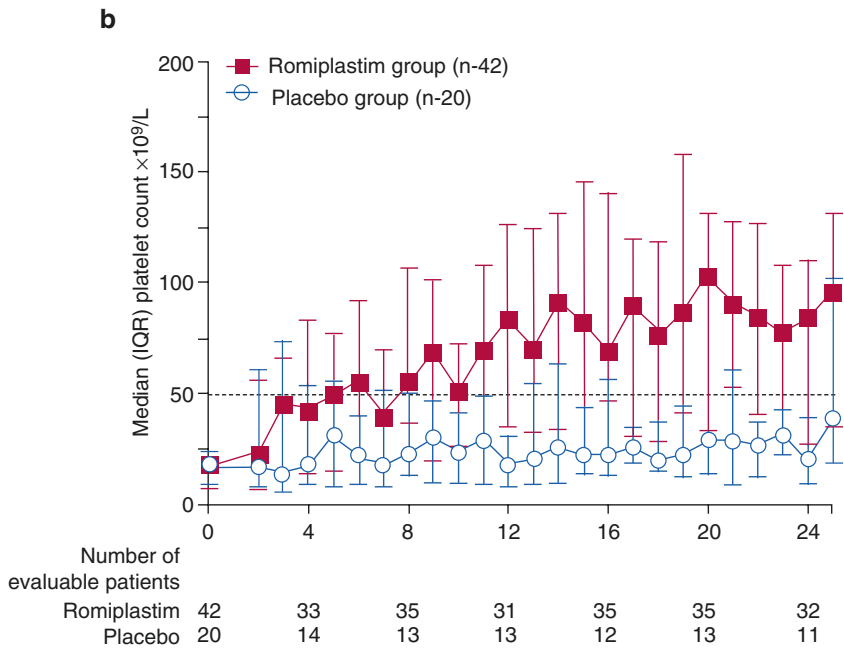 b
200
150
100
50
0
Median (IQR) platelet count ×10⁹/L
Romiplastim group (n-42)
Placebo group (n-20)
0 4 8 12 16 20 24
Number of
evaluable patients
Romiplastim 42 33 35 31 35 35 32
Placebo 20 14 13 13 12 13 11